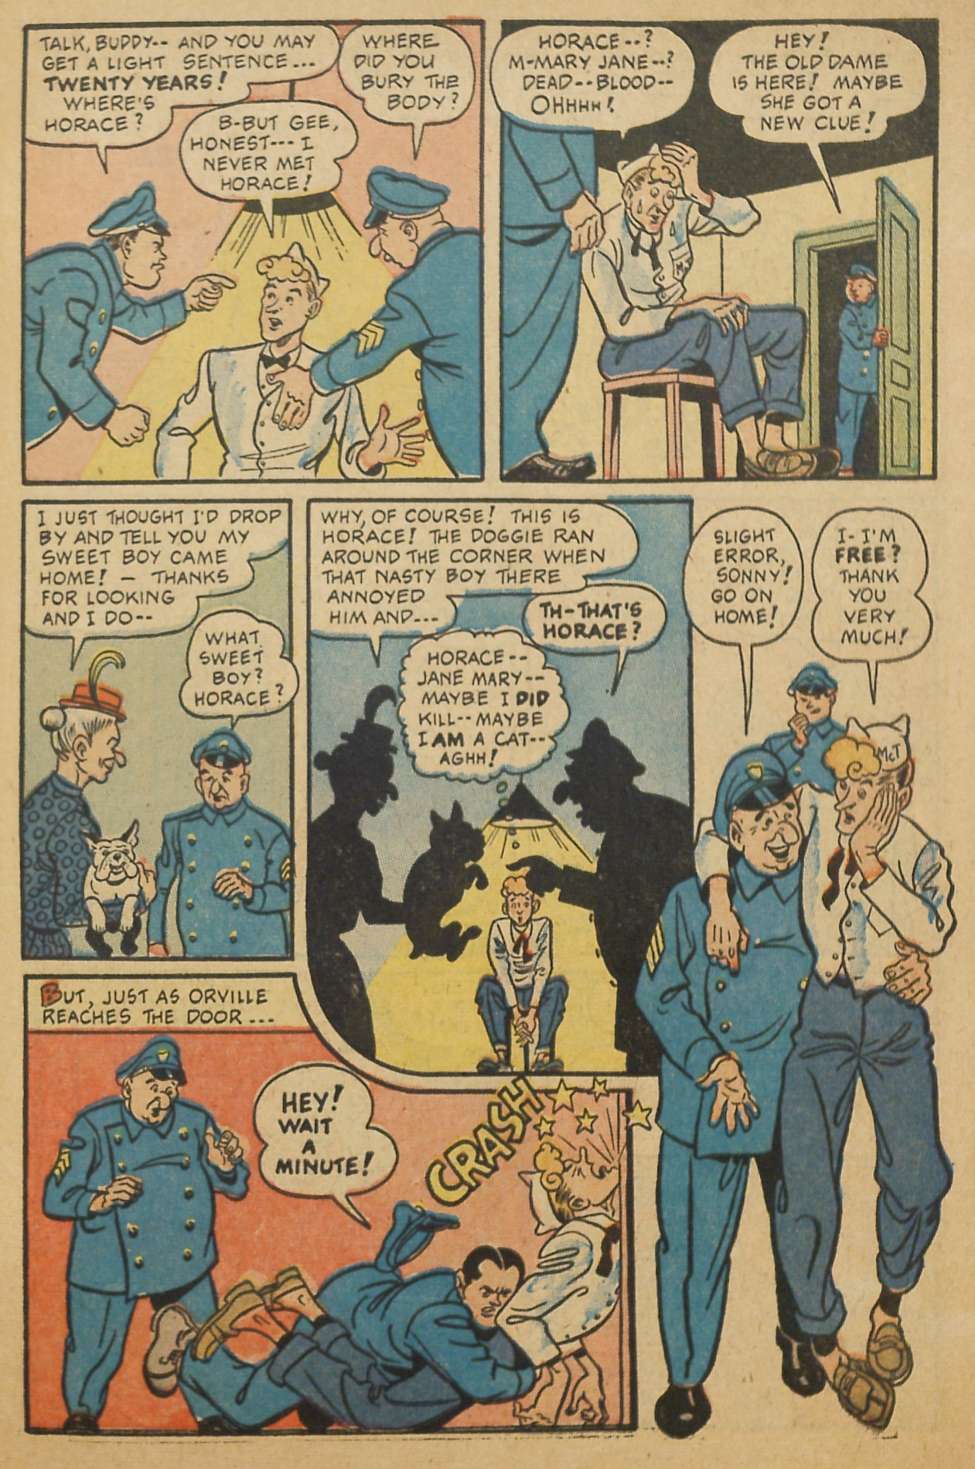 TALK, BUDDY-- AND YOU MAY
GET A LIGHT SENTENCE...
TWENTY YEARS!
WHERE'S
HORACE?
WHERE
DID YOU
BURY THE
BODY?
B-BUT GEE,
HONEST--- I
NEVER MET
HORACE!
HORACE--?
M-MARY JANE--?
DEAD--BLOOD--
OHHHH!
HEY!
THE OLD DAME
IS HERE! MAYBE
SHE GOT A
NEW CLUE!
I JUST THOUGHT I'D DROP
BY AND TELL YOU MY
SWEET BOY CAME
HOME! — THANKS
FOR LOOKING
AND I DO--
WHAT
SWEET
BOY?
HORACE?
WHY, OF COURSE! THIS IS
HORACE! THE DOGGIE RAN
AROUND THE CORNER WHEN
THAT NASTY BOY THERE
ANNOYED
HIM AND---
TH-THAT'S
HORACE?
HORACE--
JANE MARY--
MAYBE I DID
KILL--MAYBE
I AM A CAT--
AGHH!
SLIGHT
ERROR,
SONNY!
GO ON
HOME!
I-I'M
FREE?
THANK
YOU
VERY
MUCH!
McT
BUT, JUST AS ORVILLE
REACHES THE DOOR ---
HEY!
WAIT
A
MINUTE!
CRASH